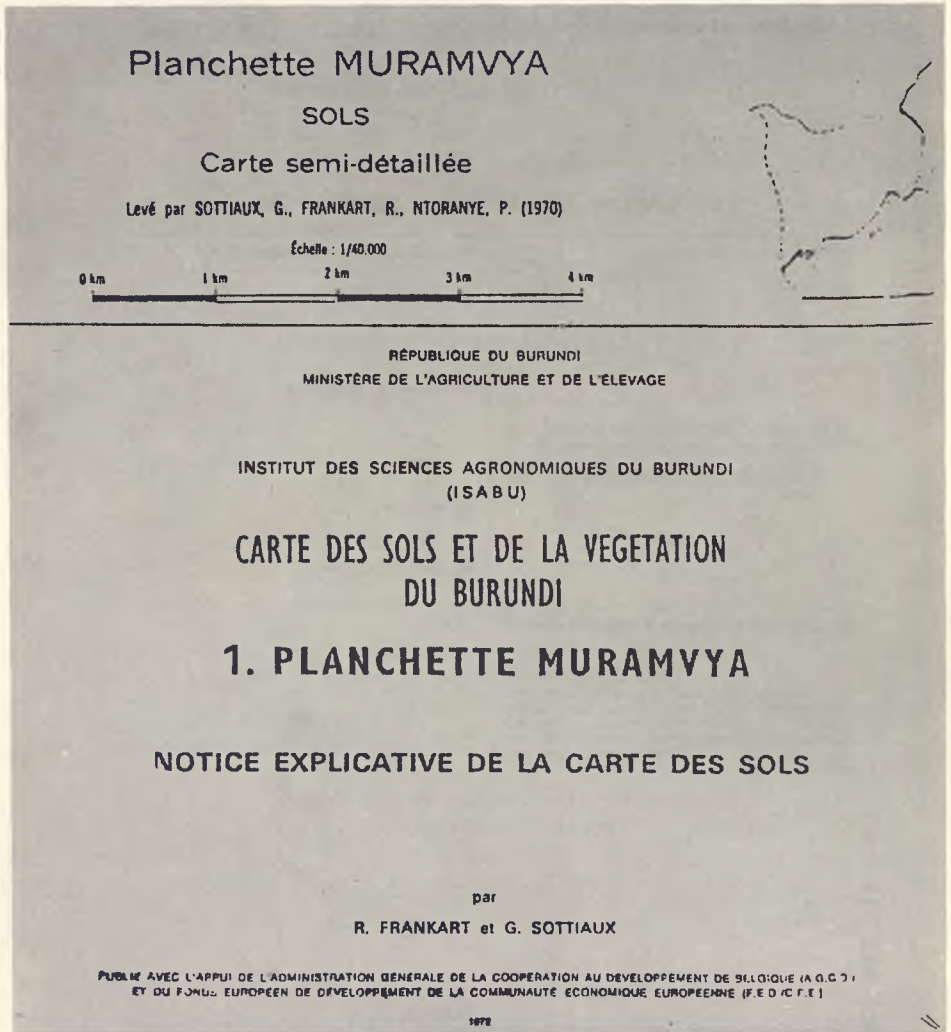 Planchette MURAMVYA
SOLS
Carte semi-détaillée
Levé par SOTTIAUX, G., FRANKART, R., NTORANYE, P. (1970)
Échelle : 1/40.000
0 km 1 km 2 km 3 km 4 km
RÉPUBLIQUE DU BURUNDI
MINISTÈRE DE L'AGRICULTURE ET DE L'ÉLEVAGE
INSTITUT DES SCIENCES AGRONOMIQUES DU BURUNDI
(ISABU)
CARTE DES SOLS ET DE LA VEGETATION
DU BURUNDI
1. PLANCHETTE MURAMVYA
NOTICE EXPLICATIVE DE LA CARTE DES SOLS
par
R. FRANKART et G. SOTTIAUX
PUBLIE AVEC L'APPUI DE L'ADMINISTRATION GENERALE DE LA COOPERATION AU DEVELOPPEMENT DE BELGIQUE (A.G.C.D.)
ET DU FONDS EUROPEEN DE DEVELOPPEMENT DE LA COMMUNAUTE ECONOMIQUE EUROPEENNE